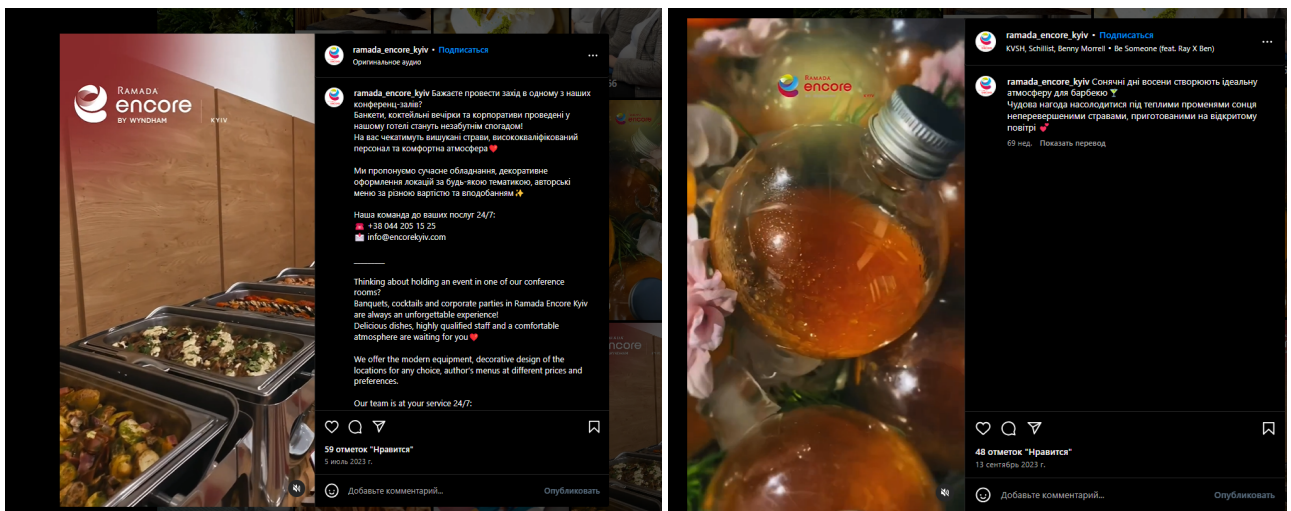 RAMADA
encore
BY WYNDHAM
KYIV
ramada_encore_kyiv • Подписаться
Оригинальное аудио
ramada_encore_kyiv Бажаєте провести захід в одному з наших
конференц-залів?
Банкети, коктейльні вечірки та корпоративи проведені у
нашому готелі стануть незабутнім спогадом!
На вас чекатимуть вишукані страви, висококваліфікований
персонал та комфортна атмосфера❤️
Ми пропонуємо сучасне обладнання, декоративне
оформлення локацій за будь-якою тематикою, авторські
меню за різною вартістю та вподобанням✨
Наша команда до ваших послуг 24/7:
☎️ +38 044 205 15 25
📩 info@encorekyiv.com
________
Thinking about holding an event in one of our conference
rooms?
Banquets, cocktails and corporate parties in Ramada Encore Kyiv
are always an unforgettable experience!
Delicious dishes, highly qualified staff and a comfortable
atmosphere are waiting for you❤️
We offer the modern equipment, decorative design of the
locations for any choice, author's menus at different prices and
preferences.
Our team is at your service 24/7:
59 отметок "Нравится"
5 июль 2023 г.
Добавьте комментарий...
Опубликовать
encore
RAMADA
encore
ramada_encore_kyiv • Подписаться
KVSH, Schillist, Benny Morrell • Be Someone (feat. Ray X Ben)
ramada_encore_kyiv Сонячні дні восени створюють ідеальну
атмосферу для барбекю 🍸
Чудова нагода насолодитися під теплими променями сонця
неперевершеними стравами, приготованими на відкритому
повітрі 💕
69 нед. Показать перевод
48 отметок "Нравится"
13 сентябрь 2023 г.
Добавьте комментарий...
Опубликовать